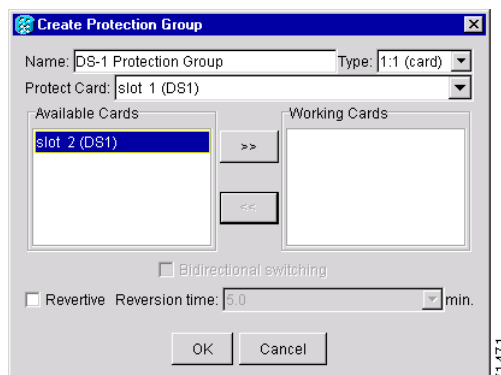 Create Protection Group
Name: DS-1 Protection Group Type: 1:1 (card)
Protect Card: slot 1 (DS1)
Available Cards Working Cards
slot 2 (DS1)
>>
<<
Bidirectional switching
Revertive Reversion time: 5.0 min.
OK Cancel